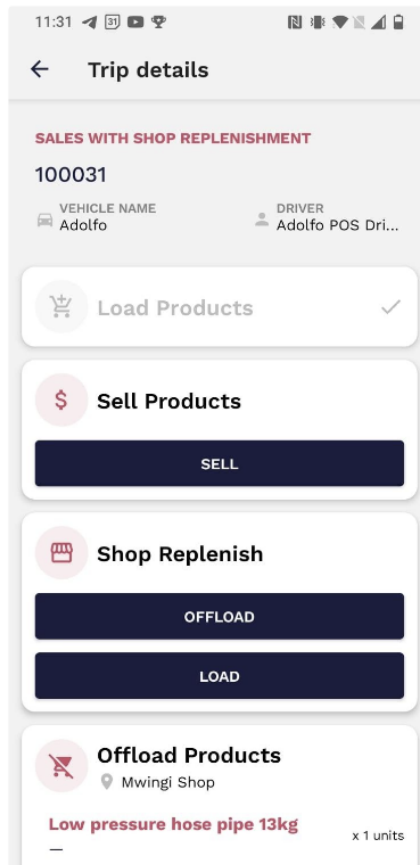 11:31
31
Trip details
SALES WITH SHOP REPLENISHMENT
100031
VEHICLE NAME
Adolfo
DRIVER
Adolfo POS Dri...
Load Products
$ Sell Products
SELL
Shop Replenish
OFFLOAD
LOAD
Offload Products
Mwingi Shop
Low pressure hose pipe 13kg
x 1 units
—